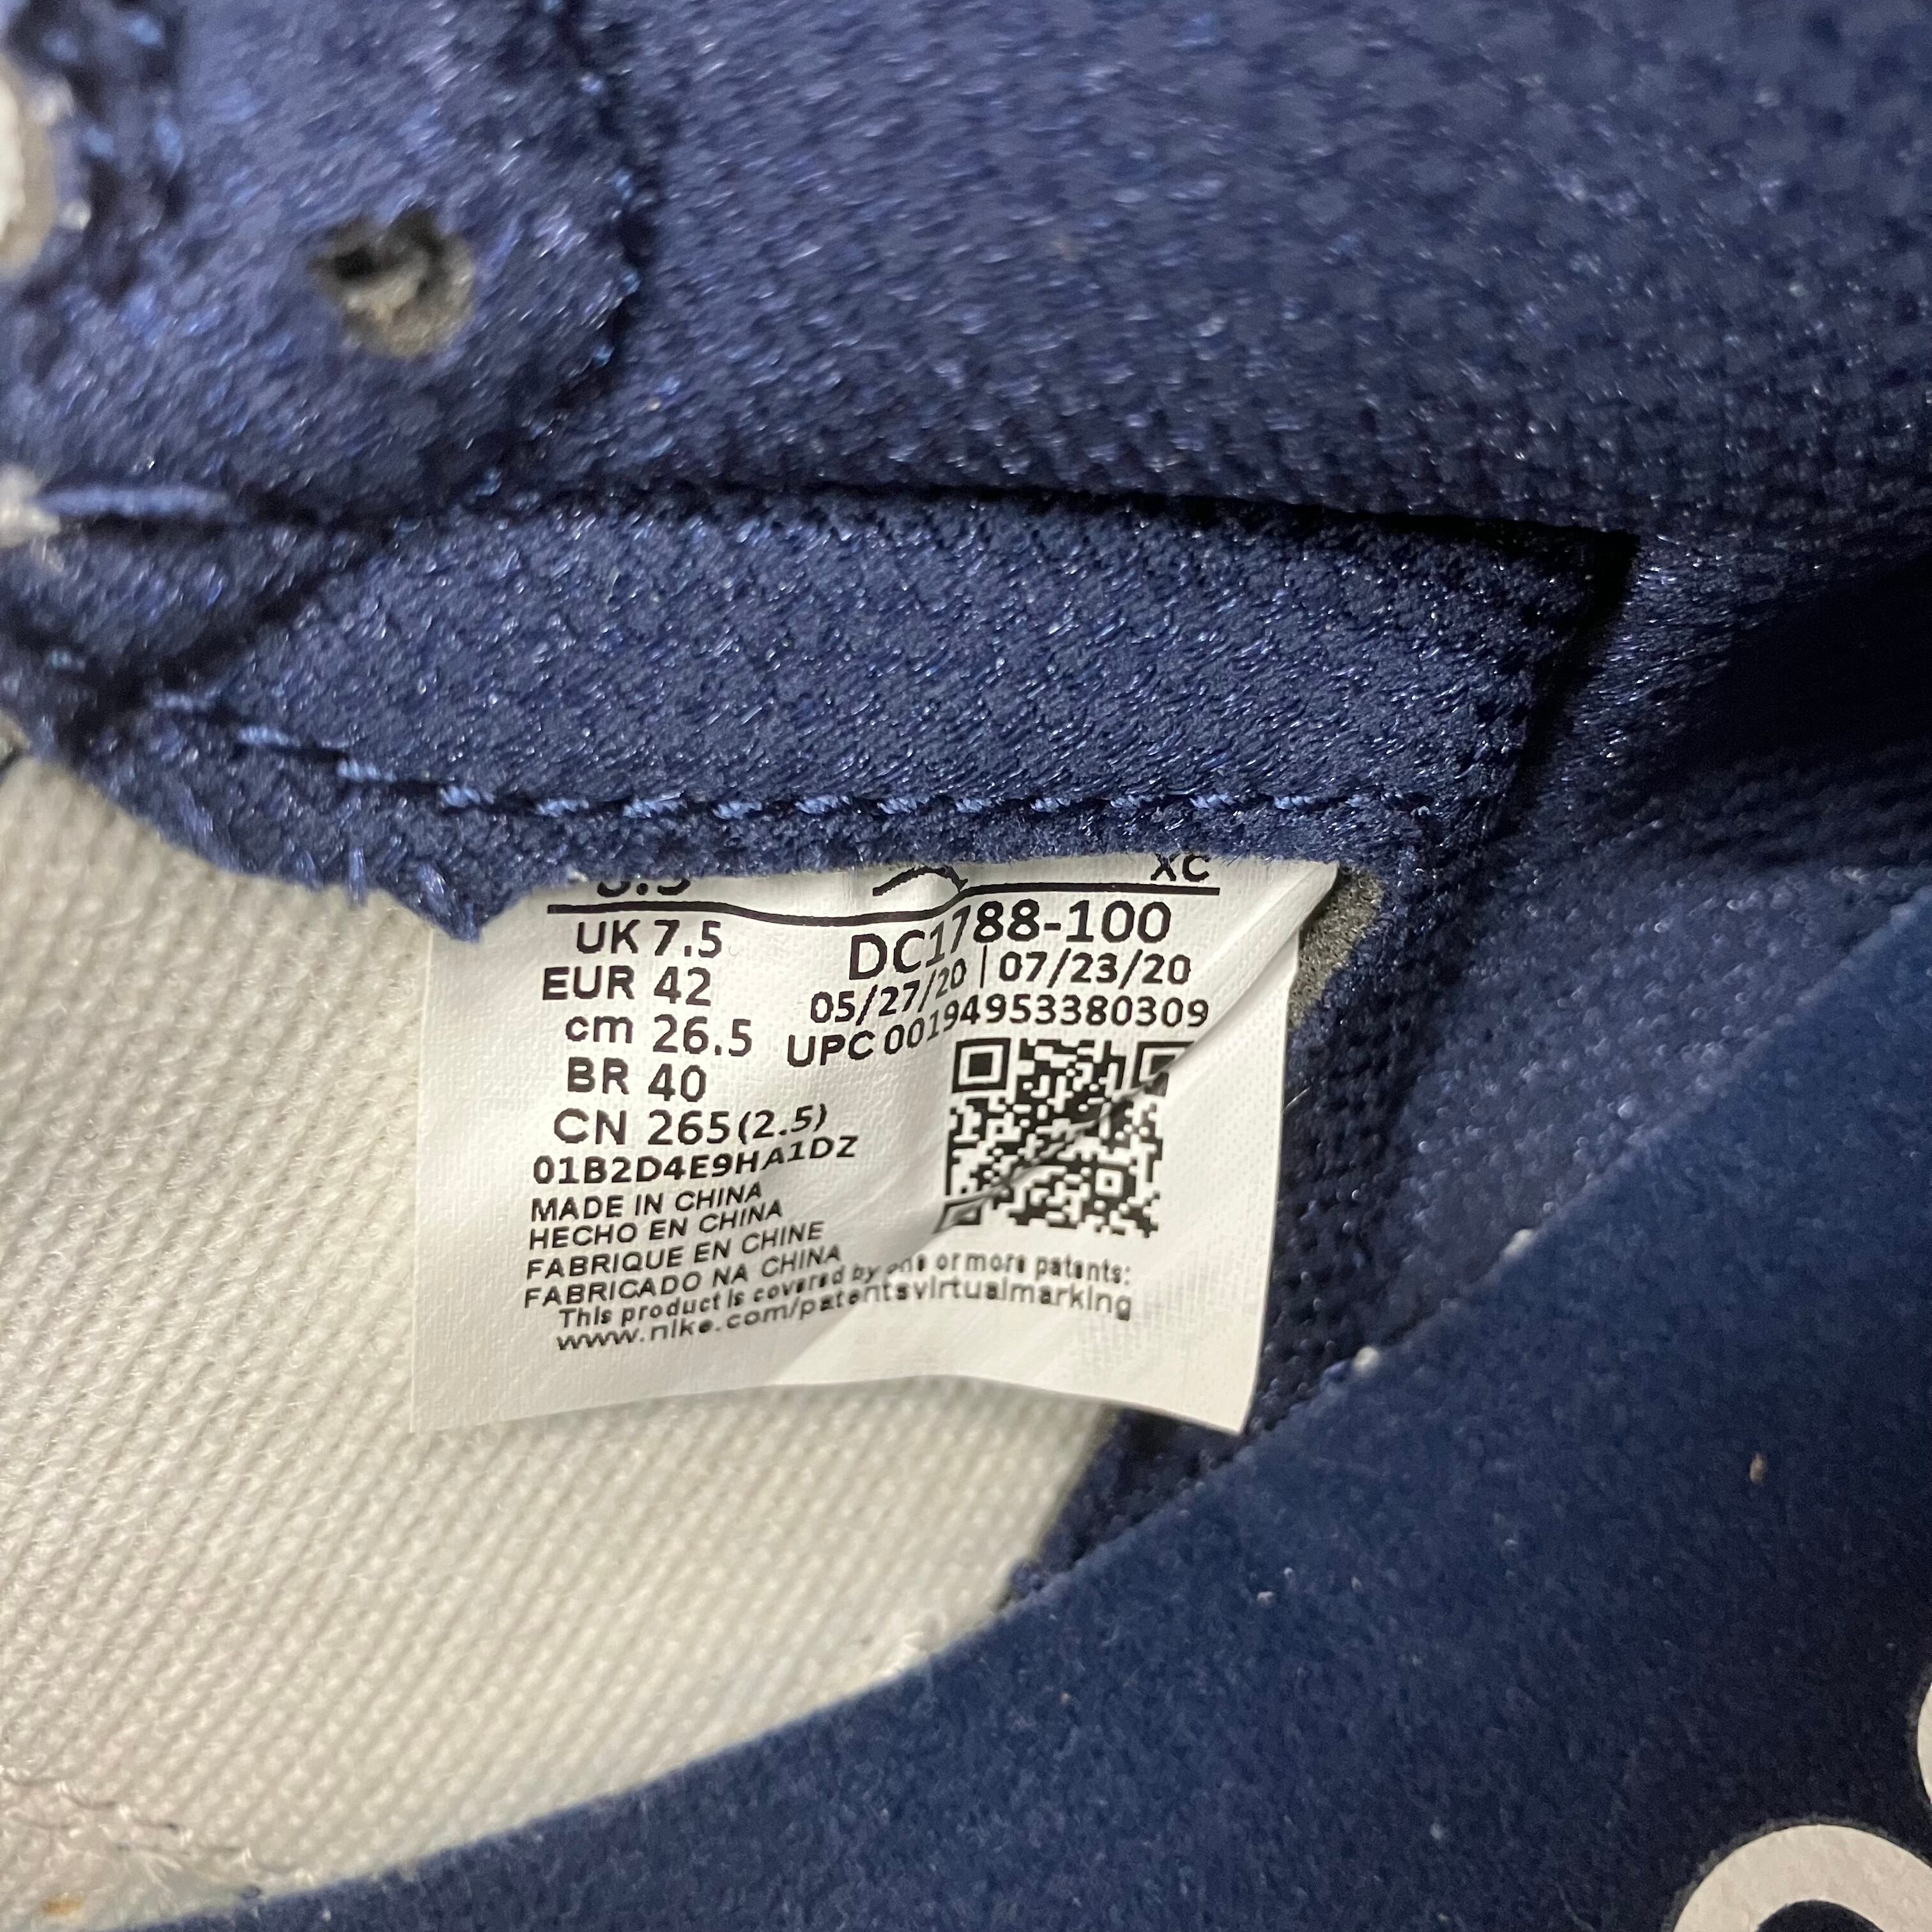 XC
UK 7.5
EUR 42
cm 26.5
BR 40
CN 265(2.5)
DC1788-100
05/27/20 | 07/23/20
UPC 00194953380309
01B2D4E9HA1DZ
MADE IN CHINA
HECHO EN CHINA
FABRIQUE EN CHINE
FABRICADO NA CHINA
This product is covered by one or more patents:
www.nike.com/patentsvirtualmarking